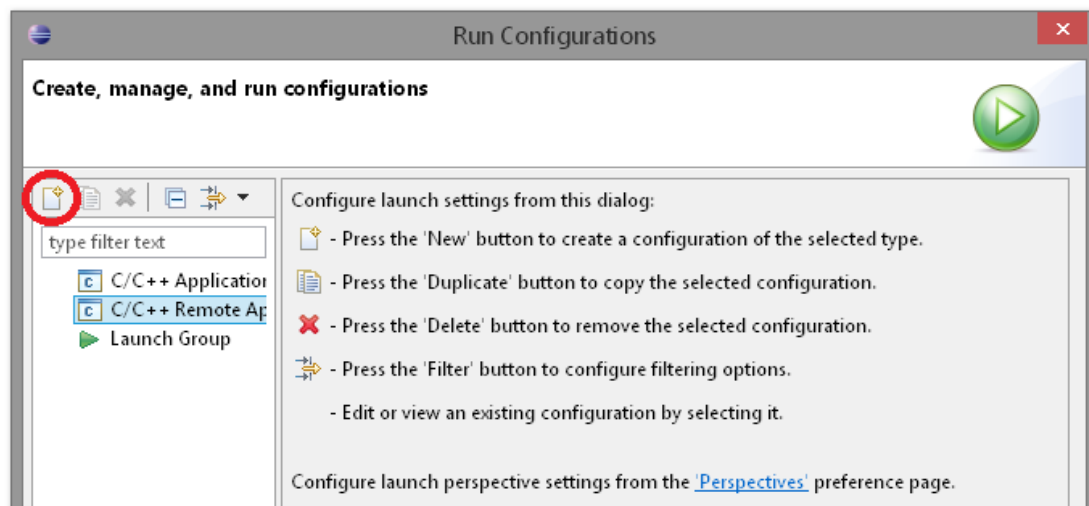 Run Configurations
Create, manage, and run configurations
type filter text
C/C++ Application
C/C++ Remote Ap
Launch Group
Configure launch settings from this dialog:
- Press the 'New' button to create a configuration of the selected type.
- Press the 'Duplicate' button to copy the selected configuration.
- Press the 'Delete' button to remove the selected configuration.
- Press the 'Filter' button to configure filtering options.
- Edit or view an existing configuration by selecting it.
Configure launch perspective settings from the 'Perspectives' preference page.